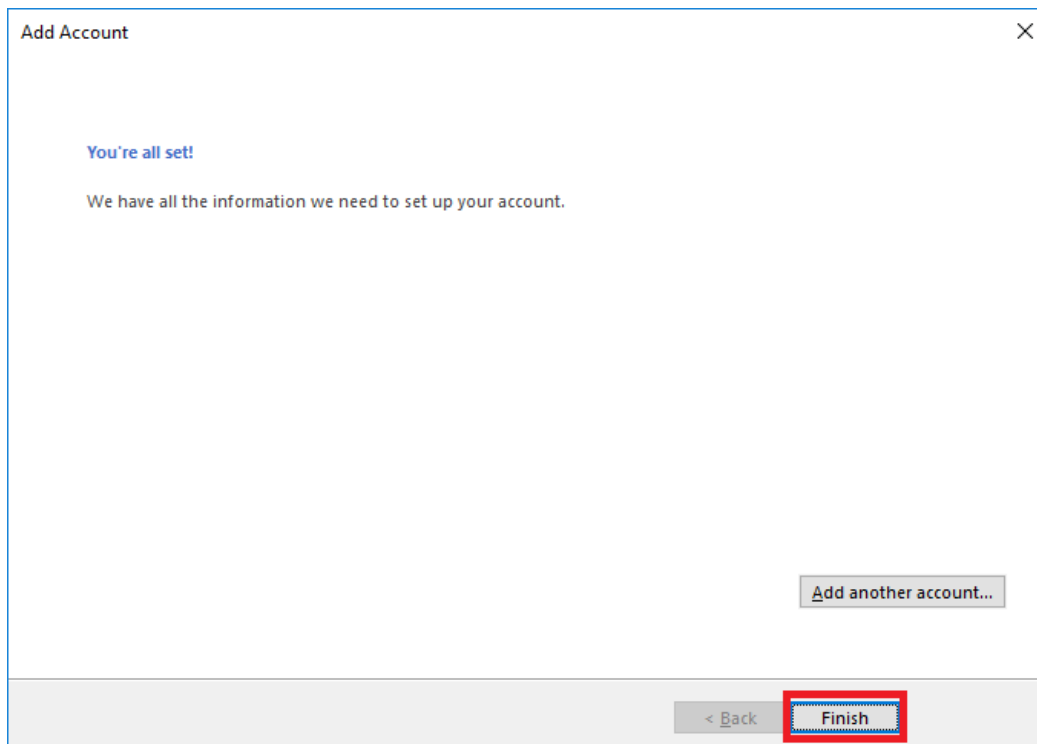 Add Account
You're all set!
We have all the information we need to set up your account.
Add another account...
< Back
Finish